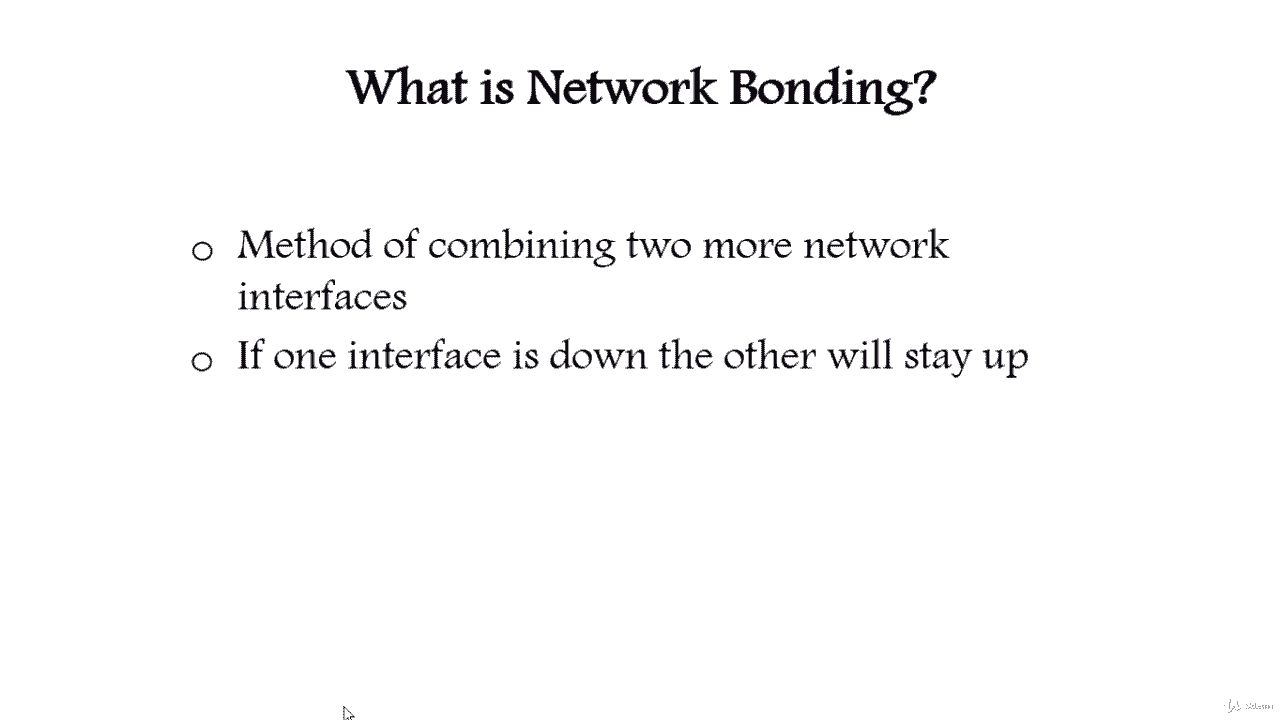 What is Network Bonding?
o Method of combining two more network
interfaces
o If one interface is down the other will stay up